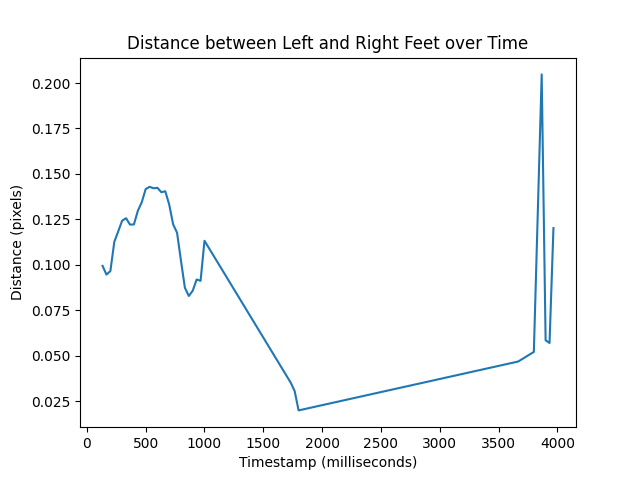 Distance between Left and Right Feet over Time
Distance (pixels)
0.200
0.175
0.150
0.125
0.100
0.075
0.050
0.025
0 500 1000 1500 2000 2500 3000 3500 4000
Timestamp (milliseconds)